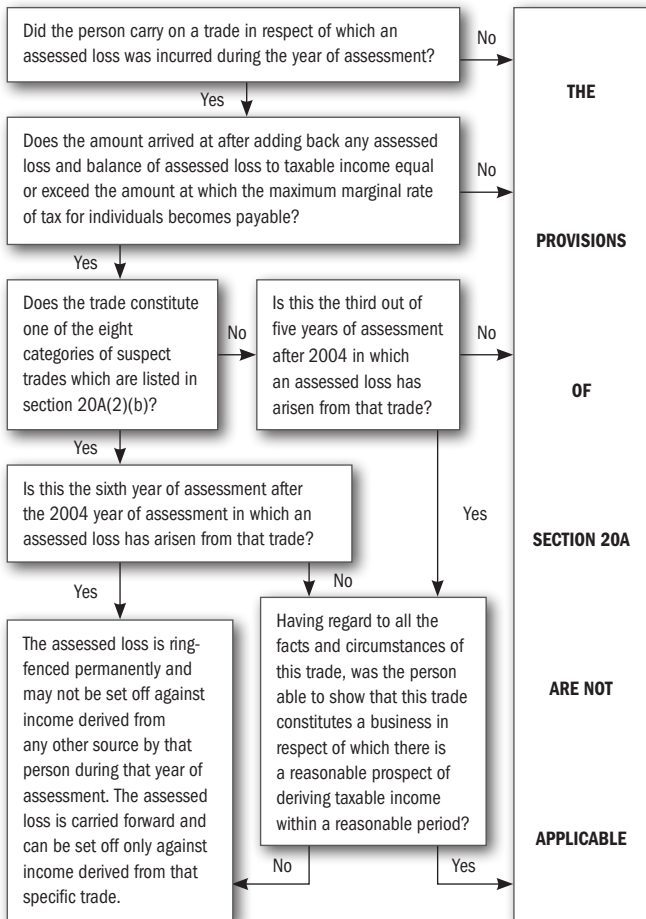 Did the person carry on a trade in respect of which an
assessed loss was incurred during the year of assessment?
No
THE
Yes
Does the amount arrived at after adding back any assessed
loss and balance of assessed loss to taxable income equal
or exceed the amount at which the maximum marginal rate
of tax for individuals becomes payable?
No
PROVISIONS
Yes
Does the trade constitute
one of the eight
categories of suspect
trades which are listed in
section 20A(2)(b)?
No
Is this the third out of
five years of assessment
after 2004 in which
an assessed loss has
arisen from that trade?
No
OF
Yes
Is this the sixth year of assessment after
the 2004 year of assessment in which an
assessed loss has arisen from that trade?
Yes
SECTION 20A
Yes
No
The assessed loss is ring-
fenced permanently and
may not be set off against
income derived from
any other source by that
person during that year of
assessment. The assessed
loss is carried forward and
can be set off only against
income derived from that
specific trade.
Having regard to all the
facts and circumstances of
this trade, was the person
able to show that this trade
constitutes a business in
respect of which there is
a reasonable prospect of
deriving taxable income
within a reasonable period?
ARE NOT
APPLICABLE
No
Yes